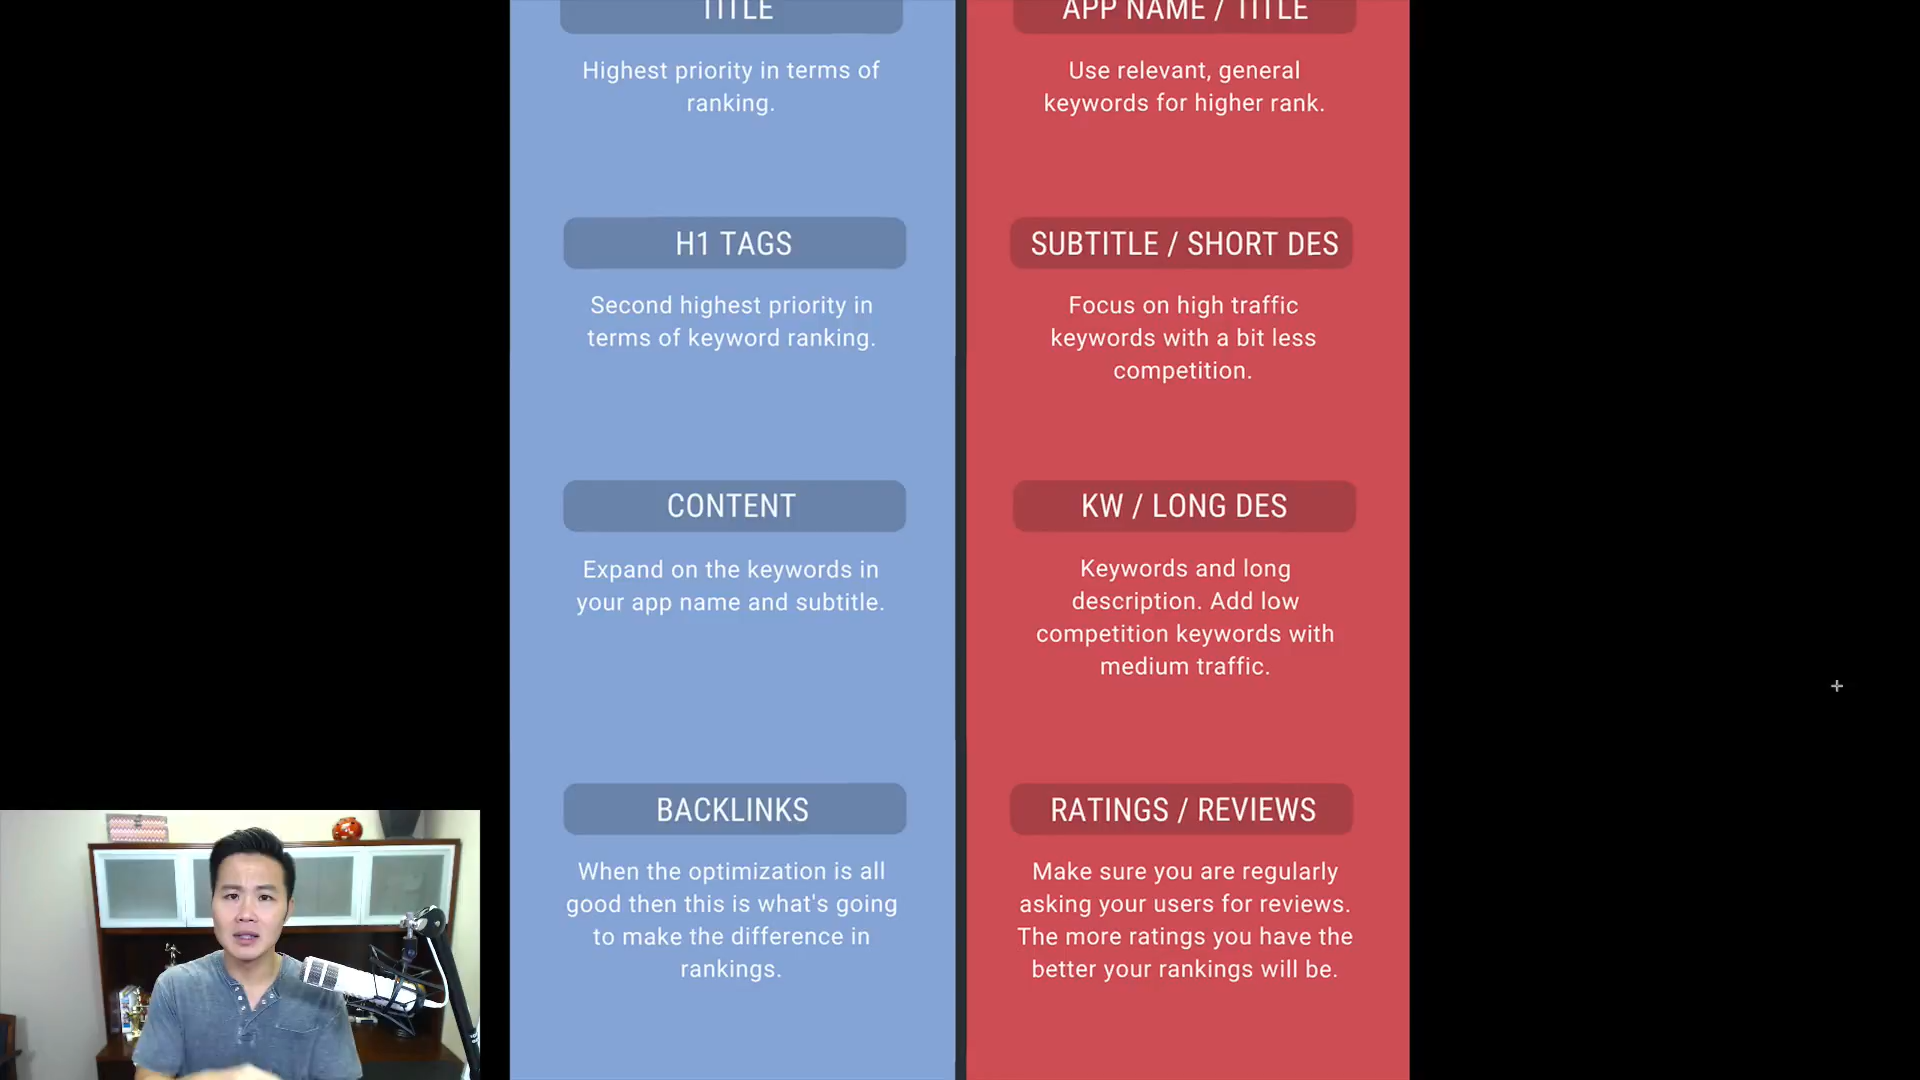 TITLE
Highest priority in terms of
ranking.
H1 TAGS
Second highest priority in
terms of keyword ranking.
CONTENT
Expand on the keywords in
your app name and subtitle.
BACKLINKS
When the optimization is all
good then this is what's going
to make the difference in
rankings.
APP NAME / TITLE
Use relevant, general
keywords for higher rank.
SUBTITLE / SHORT DES
Focus on high traffic
keywords with a bit less
competition.
KW / LONG DES
Keywords and long
description. Add low
competition keywords with
medium traffic.
RATINGS / REVIEWS
Make sure you are regularly
asking your users for reviews.
The more ratings you have the
better your rankings will be.